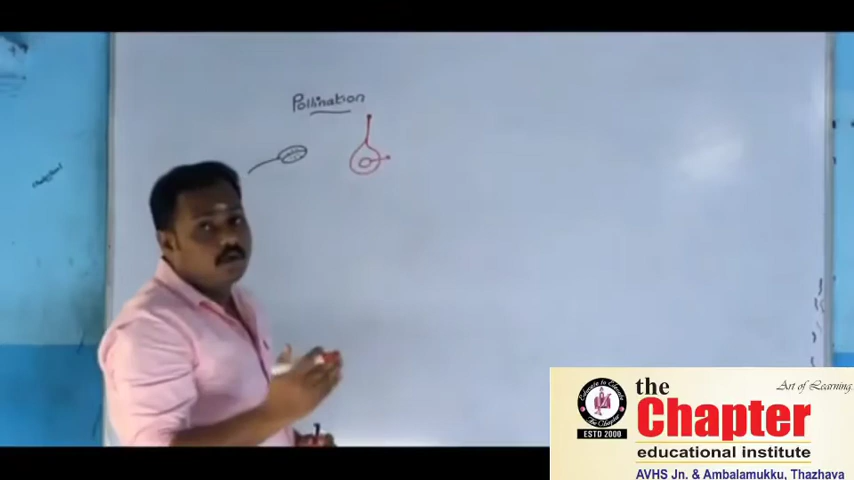 Pollination
the
Art of Learning.
Chapter
ESTD 2000
educational institute
AVHS Jn. & Ambalamukku, Thazhava